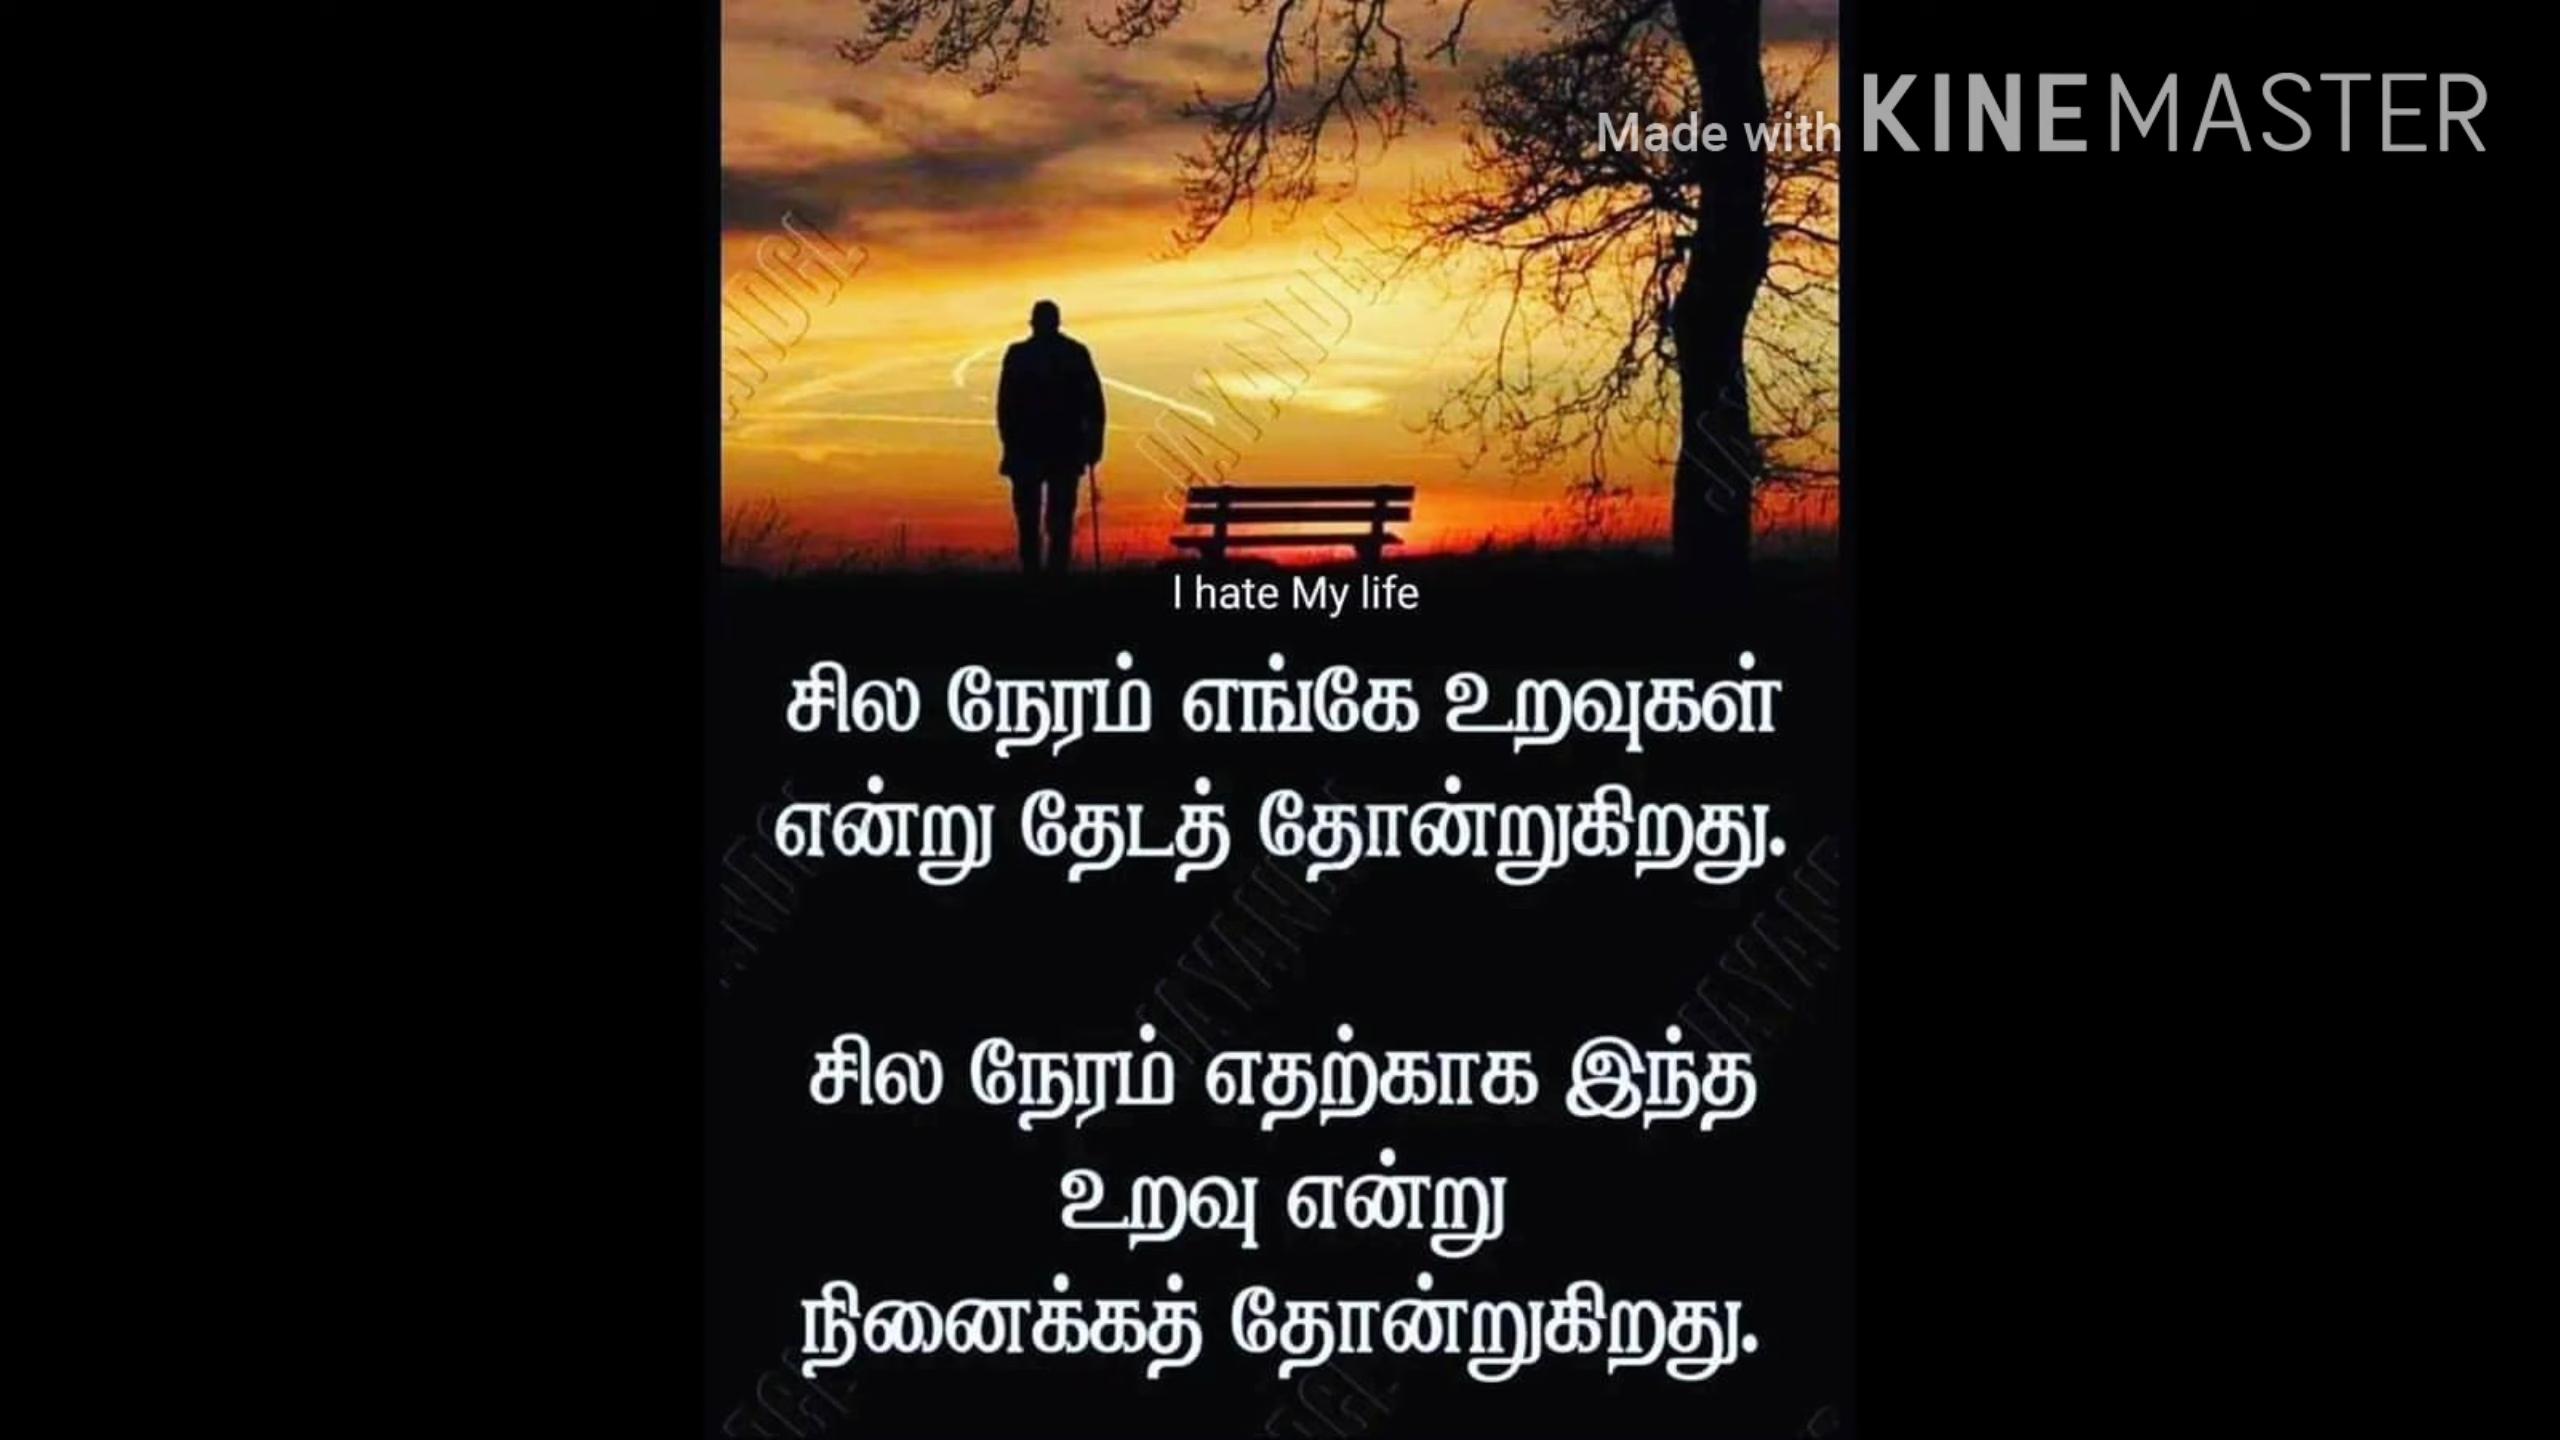 Made with KINEMASTER
I hate My life
சில நேரம் எங்கே உறவுகள்
என்று தேடத் தோன்றுகிறது.
சில நேரம் எதற்காக இந்த
உறவு என்று
நினைக்கத் தோன்றுகிறது.